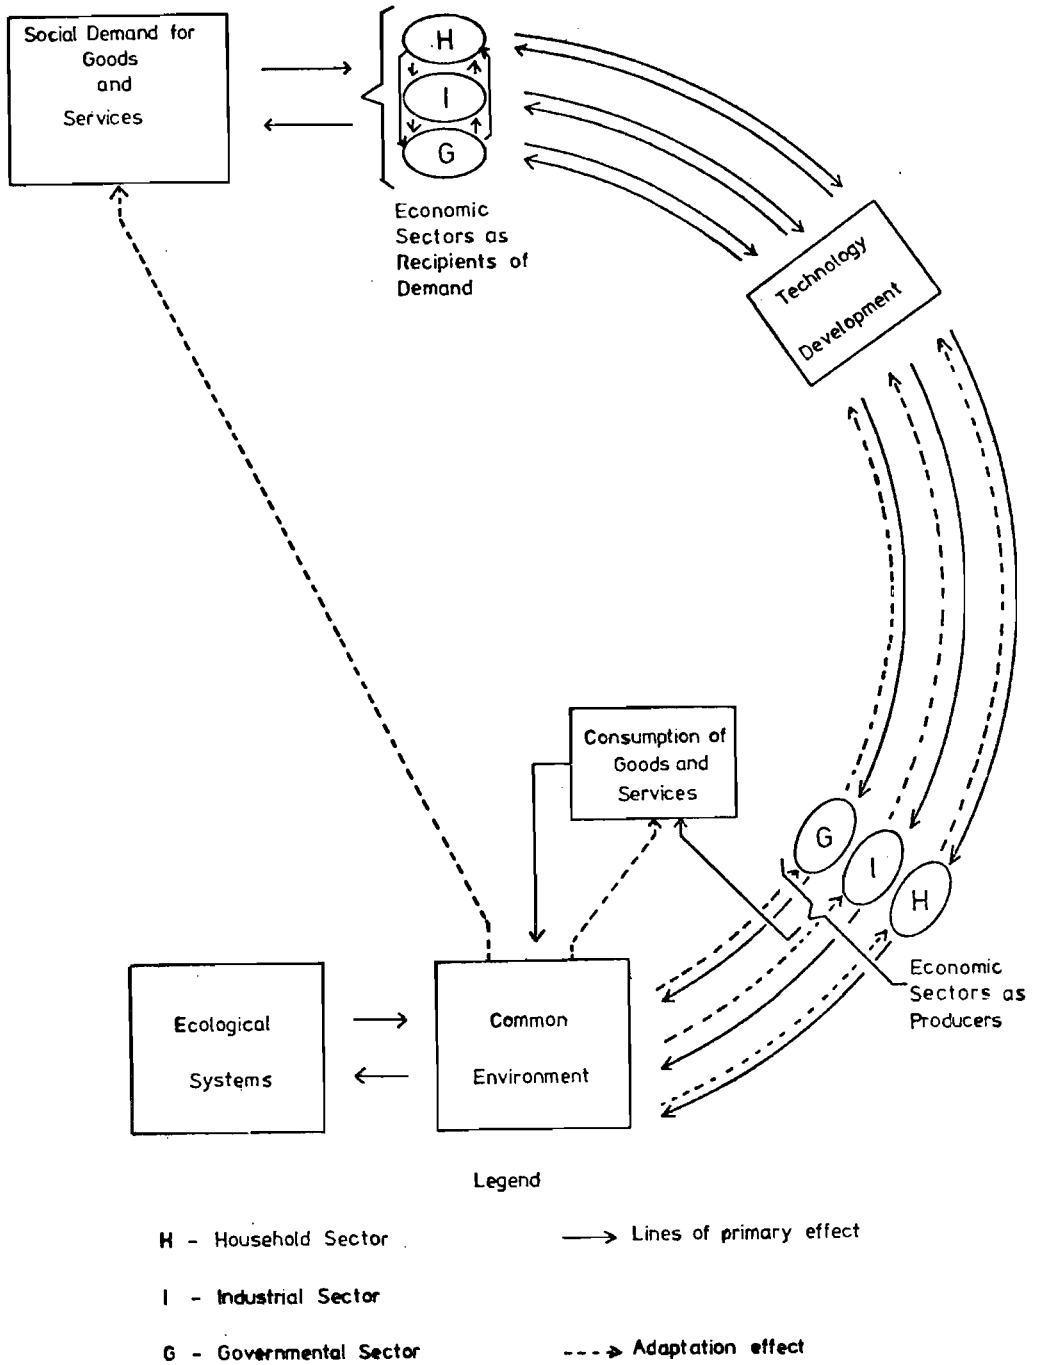 Social Demand for
Goods
and
Services
H
I
G
Economic
Sectors as
Recipients of
Demand
Technology
Development
Consumption of
Goods and
Services
G
I
H
Economic
Sectors as
Producers
Ecological
Systems
Common
Environment
Legend
H - Household Sector
Lines of primary effect
I - Industrial Sector
G - Governmental Sector
Adaptation effect